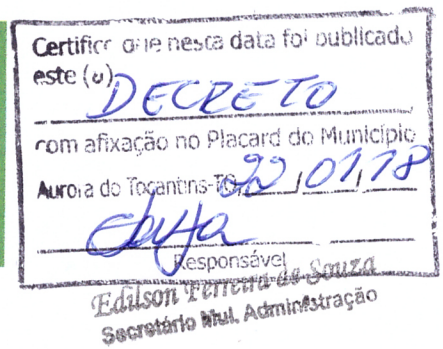 Certifico que nesta data foi publicado
este (a) DECRETO
com afixação no Placard do Município
Aurora do Tocantins-TO, 22 / 01 / 18
Responsável
Edilson Ferreira de Souza
Secretário Mul. Administração